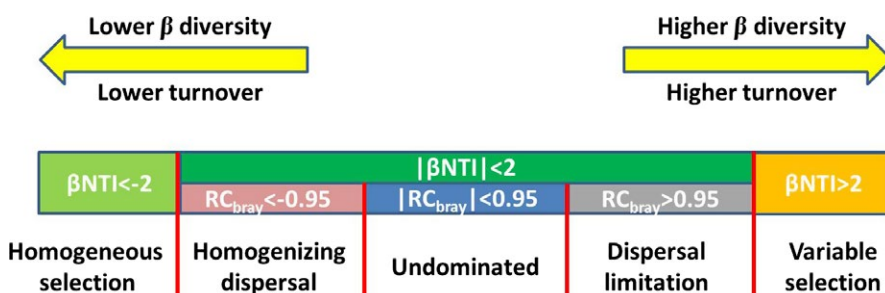 Lower β diversity
Higher β diversity
Lower turnover
Higher turnover
βNTI<-2
|βNTI|<2
βNTI>2
RCbray<-0.95
|RCbray|<0.95
RCbray>0.95
Homogeneous
selection
Homogenizing
dispersal
Undominated
Dispersal
limitation
Variable
selection